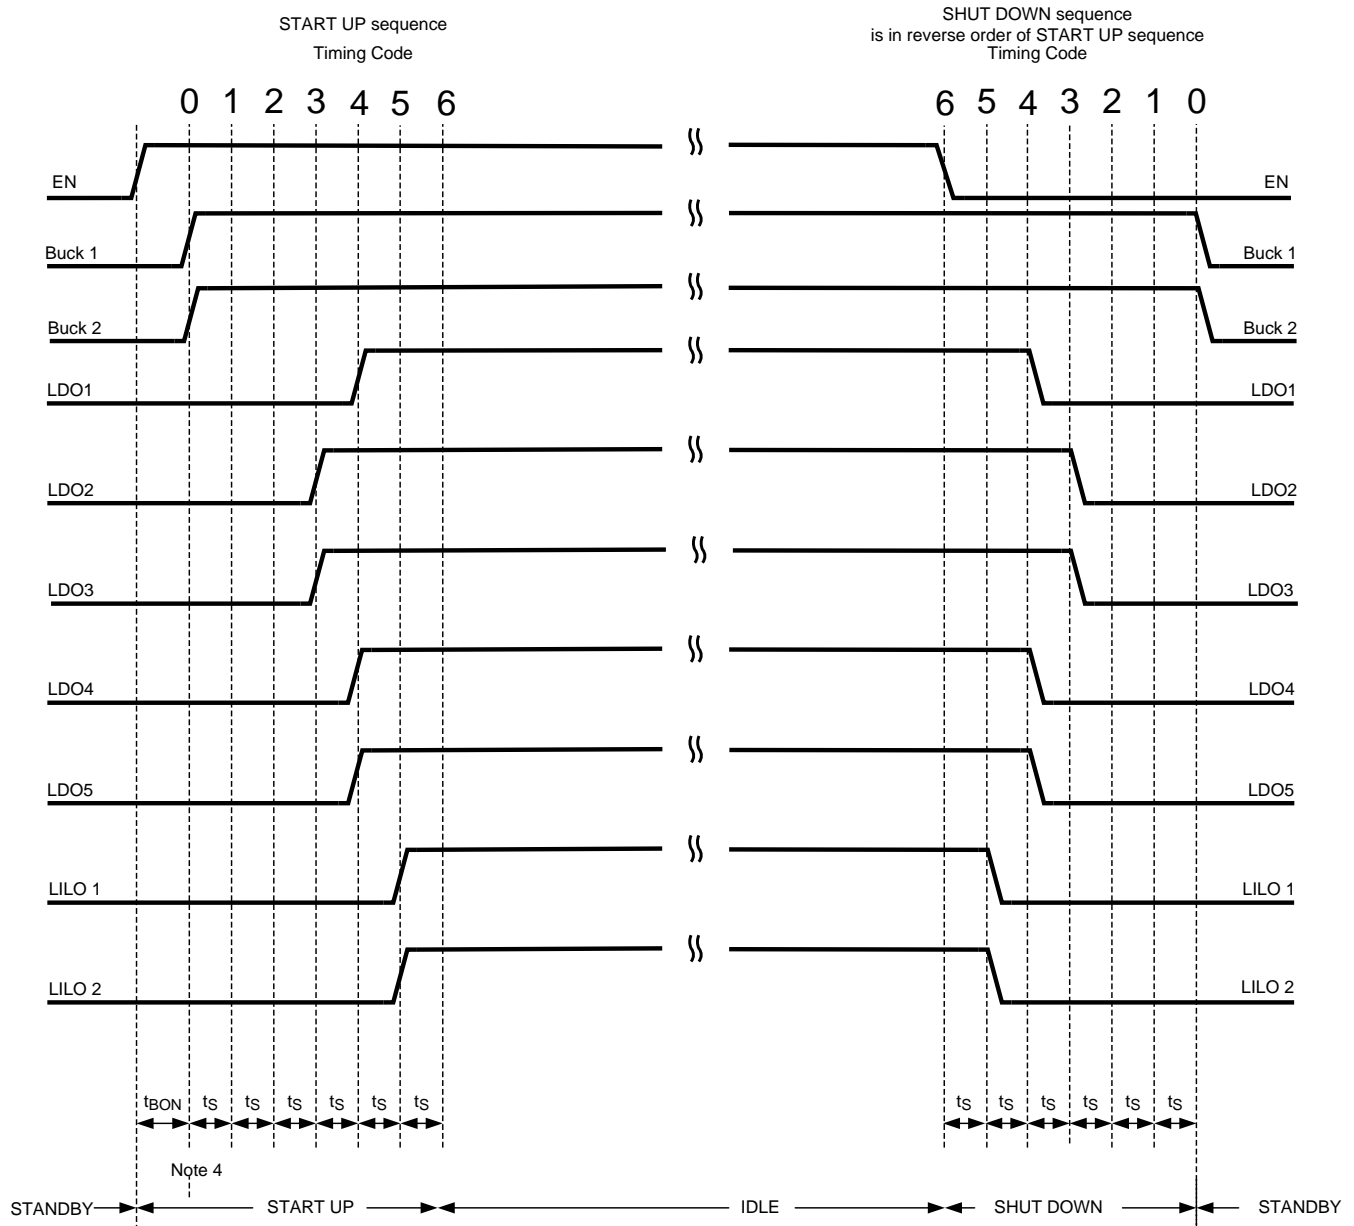 START UP sequence
Timing Code
SHUT DOWN sequence
is in reverse order of START UP sequence
Timing Code
0 1 2 3 4 5 6
6 5 4 3 2 1 0
EN EN
Buck 1 Buck 1
Buck 2 Buck 2
LDO1 LDO1
LDO2 LDO2
LDO3 LDO3
LDO4 LDO4
LDO5 LDO5
LILO 1 LILO 1
LILO 2 LILO 2
tBON tS tS tS tS tS tS
tS tS tS tS tS tS
Note 4
STANDBY START UP IDLE SHUT DOWN STANDBY